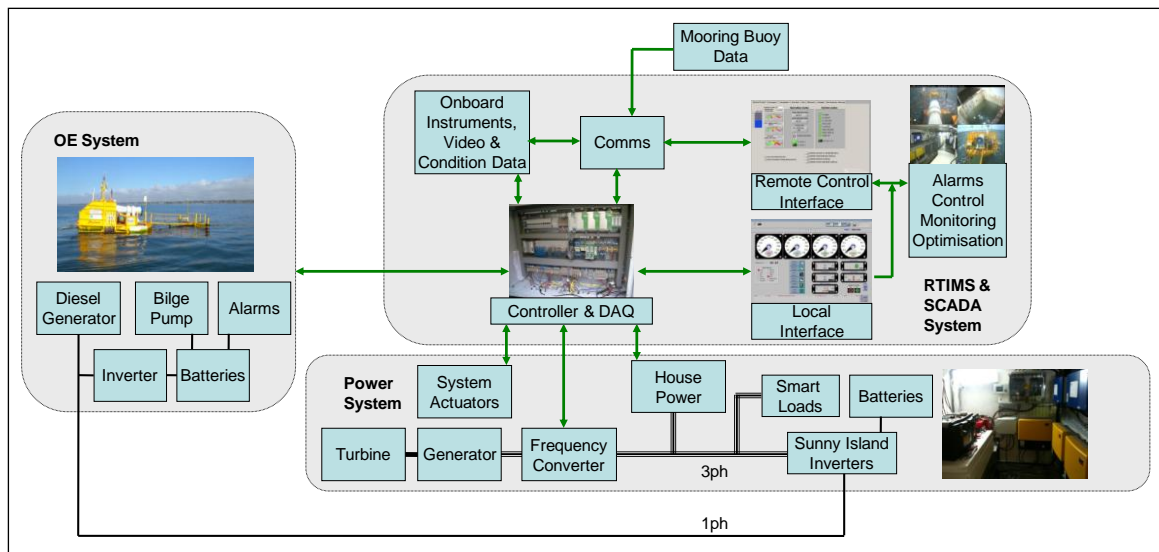 Mooring Buoy
Data
OE System
Onboard
Instruments,
Video &
Condition Data
Comms
Remote Control
Interface
Alarms
Control
Monitoring
Optimisation
Controller & DAQ
Local
Interface
RTIMS &
SCADA
System
Diesel
Generator
Bilge
Pump
Alarms
Inverter
Batteries
Power
System
System
Actuators
House
Power
Smart
Loads
Batteries
Turbine
Generator
Frequency
Converter
3ph
Sunny Island
Inverters
1ph